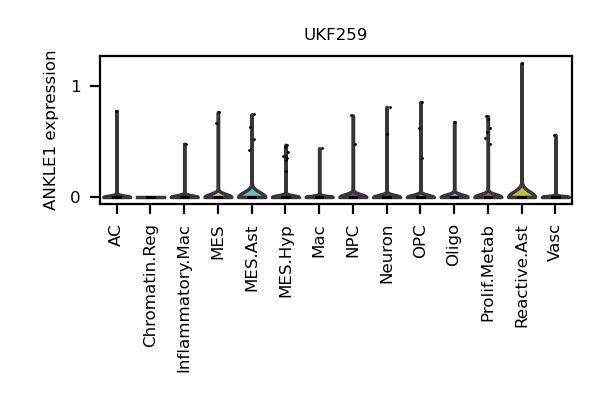 UKF259
ANKLE1 expression
1
0
AC
Chromatin.Reg
Inflammatory.Mac
MES
MES.Ast
MES.Hyp
Mac
NPC
Neuron
OPC
Oligo
Prolif.Metab
Reactive.Ast
Vasc